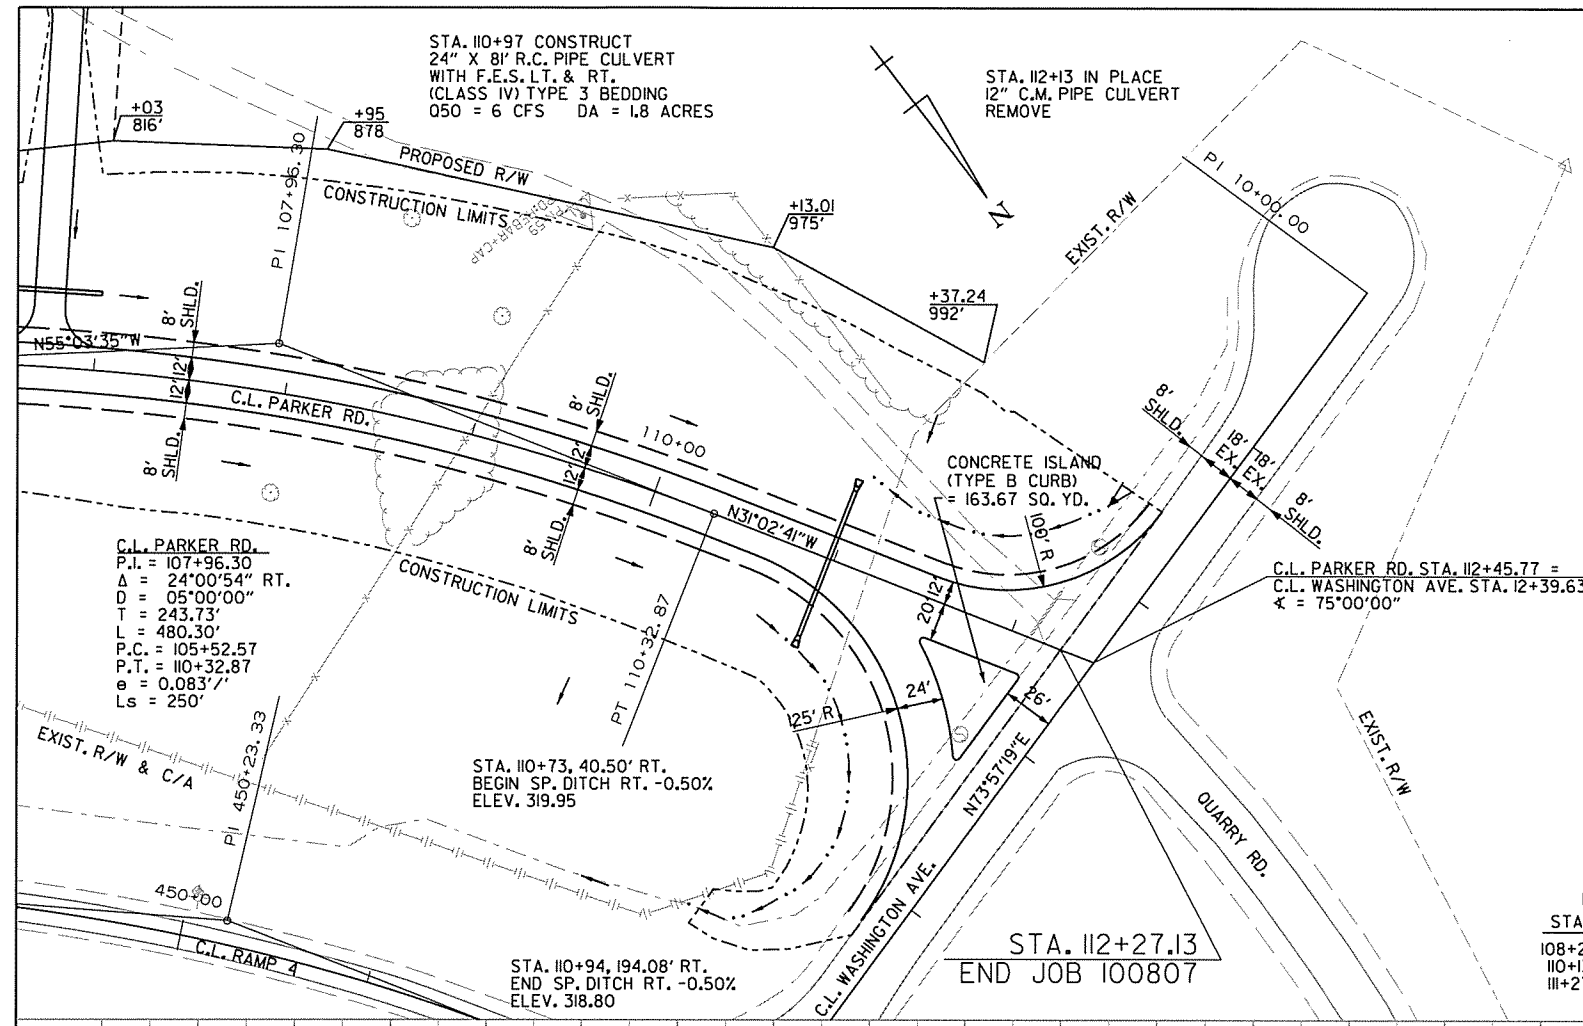 STA. 110+97 CONSTRUCT
24" X 81' R.C. PIPE CULVERT
WITH F.E.S. LT. & RT.
(CLASS IV) TYPE 3 BEDDING
Q50 = 6 CFS DA = 1.8 ACRES
STA. 112+13 IN PLACE
12" C.M. PIPE CULVERT
REMOVE
+03
816'
+95
878
PI 107+96.30
PROPOSED R/W
CONSTRUCTION LIMITS
+13.01
975'
+37.24
992'
N
EXIST. R/W
PI 10+00.00
8'
SHLD.
N55°03'35"W
12'
12'
C.L. PARKER RD.
8'
SHLD.
8'
SHLD.
110+00
12'
12'
8'
SHLD.
N31°02'41"W
CONCRETE ISLAND
(TYPE B CURB)
= 163.67 SQ. YD.
100' R
8'
SHLD.
18'
EX.
18'
EX.
8'
SHLD.
C.L. PARKER RD. STA. 112+45.77 =
C.L. WASHINGTON AVE. STA. 12+39.63
∢ = 75°00'00"
C.L. PARKER RD.
P.I. = 107+96.30
Δ = 24°00'54" RT.
D = 05°00'00"
T = 243.73'
L = 480.30'
P.C. = 105+52.57
P.T. = 110+32.87
e = 0.083'/'
Ls = 250'
CONSTRUCTION LIMITS
PT 110+32.87
12'
20'
24'
26'
125' R
EXIST. R/W & C/A
PI 450+23.33
STA. 110+73, 40.50' RT.
BEGIN SP. DITCH RT. -0.50%
ELEV. 319.95
N73°57'19"E
EXIST. R/W
QUARRY RD.
450+00
C.L. RAMP 4
C.L. WASHINGTON AVE.
STA. 110+94, 194.08' RT.
END SP. DITCH RT. -0.50%
ELEV. 318.80
STA. 112+27.13
END JOB 100807
STA
108+2
110+1
111+2